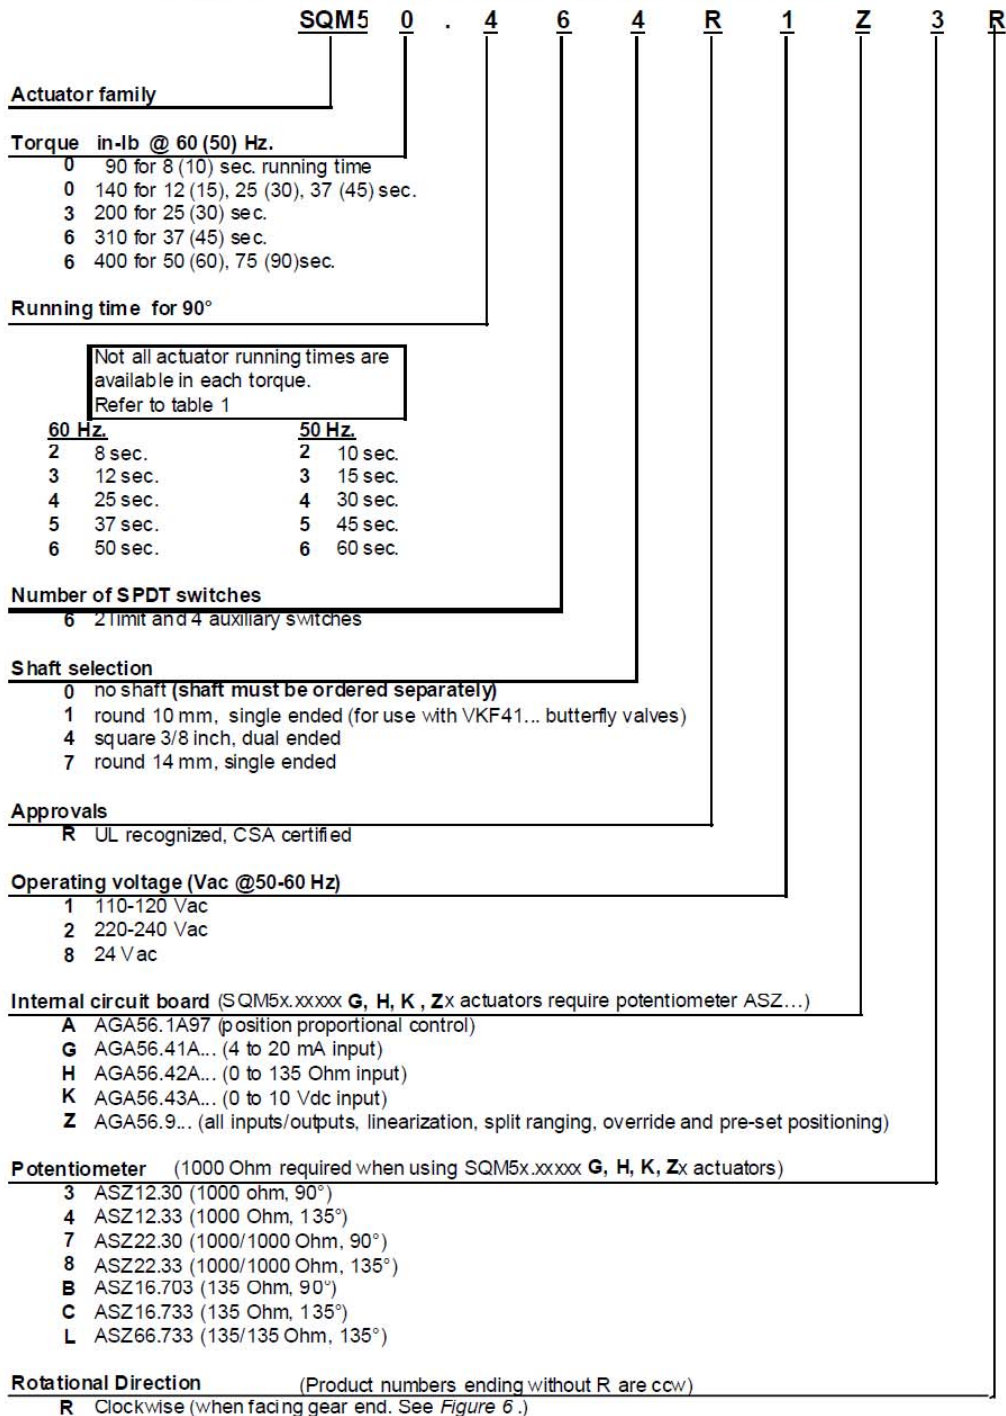 SQM5 0 . 4 6 4 R 1 Z 3 R
Actuator family
Torque in-lb @ 60 (50) Hz.
0 90 for 8 (10) sec. running time
0 140 for 12 (15), 25 (30), 37 (45) sec.
3 200 for 25 (30) sec.
6 310 for 37 (45) sec.
6 400 for 50 (60), 75 (90)sec.
Running time for 90°
Not all actuator running times are
available in each torque.
Refer to table 1
60 Hz. 50 Hz.
2 8 sec. 2 10 sec.
3 12 sec. 3 15 sec.
4 25 sec. 4 30 sec.
5 37 sec. 5 45 sec.
6 50 sec. 6 60 sec.
Number of SPDT switches
6 2 limit and 4 auxiliary switches
Shaft selection
0 no shaft (shaft must be ordered separately)
1 round 10 mm, single ended (for use with VKF41... butterfly valves)
4 square 3/8 inch, dual ended
7 round 14 mm, single ended
Approvals
R UL recognized, CSA certified
Operating voltage (Vac @50-60 Hz)
1 110-120 Vac
2 220-240 Vac
8 24 Vac
Internal circuit board (SQM5x.xxxxx G, H, K , Zx actuators require potentiometer ASZ...)
A AGA56.1A97 (position proportional control)
G AGA56.41A... (4 to 20 mA input)
H AGA56.42A... (0 to 135 Ohm input)
K AGA56.43A... (0 to 10 Vdc input)
Z AGA56.9... (all inputs/outputs, linearization, split ranging, override and pre-set positioning)
Potentiometer (1000 Ohm required when using SQM5x.xxxxx G, H, K, Zx actuators)
3 ASZ12.30 (1000 ohm, 90°)
4 ASZ12.33 (1000 Ohm, 135°)
7 ASZ22.30 (1000/1000 Ohm, 90°)
8 ASZ22.33 (1000/1000 Ohm, 135°)
B ASZ16.703 (135 Ohm, 90°)
C ASZ16.733 (135 Ohm, 135°)
L ASZ66.733 (135/135 Ohm, 135°)
Rotational Direction (Product numbers ending without R are ccw)
R Clockwise (when facing gear end. See Figure 6 .)